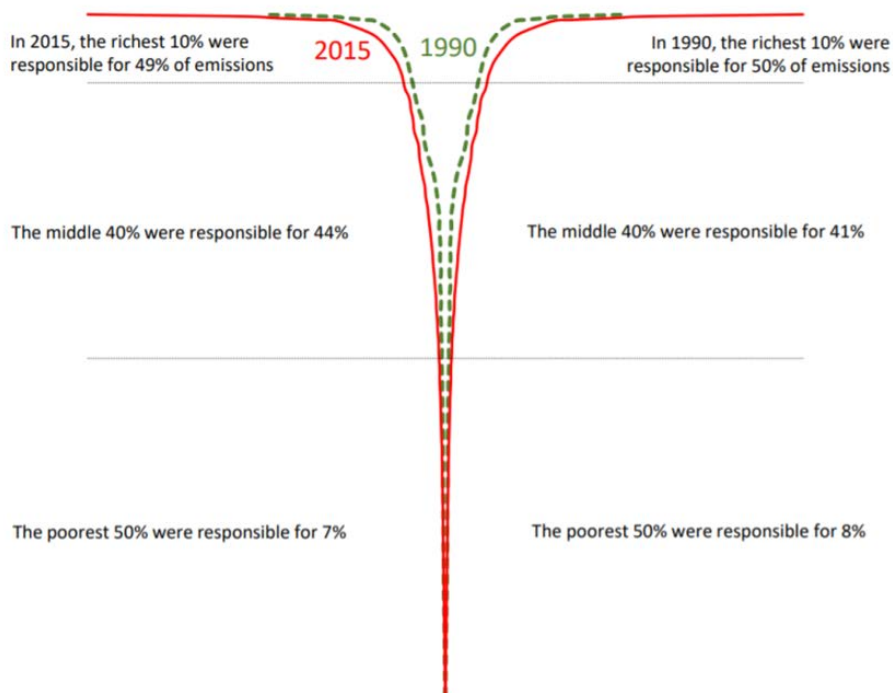 In 2015, the richest 10% were
responsible for 49% of emissions
2015
1990
In 1990, the richest 10% were
responsible for 50% of emissions
The middle 40% were responsible for 44%
The middle 40% were responsible for 41%
The poorest 50% were responsible for 7%
The poorest 50% were responsible for 8%